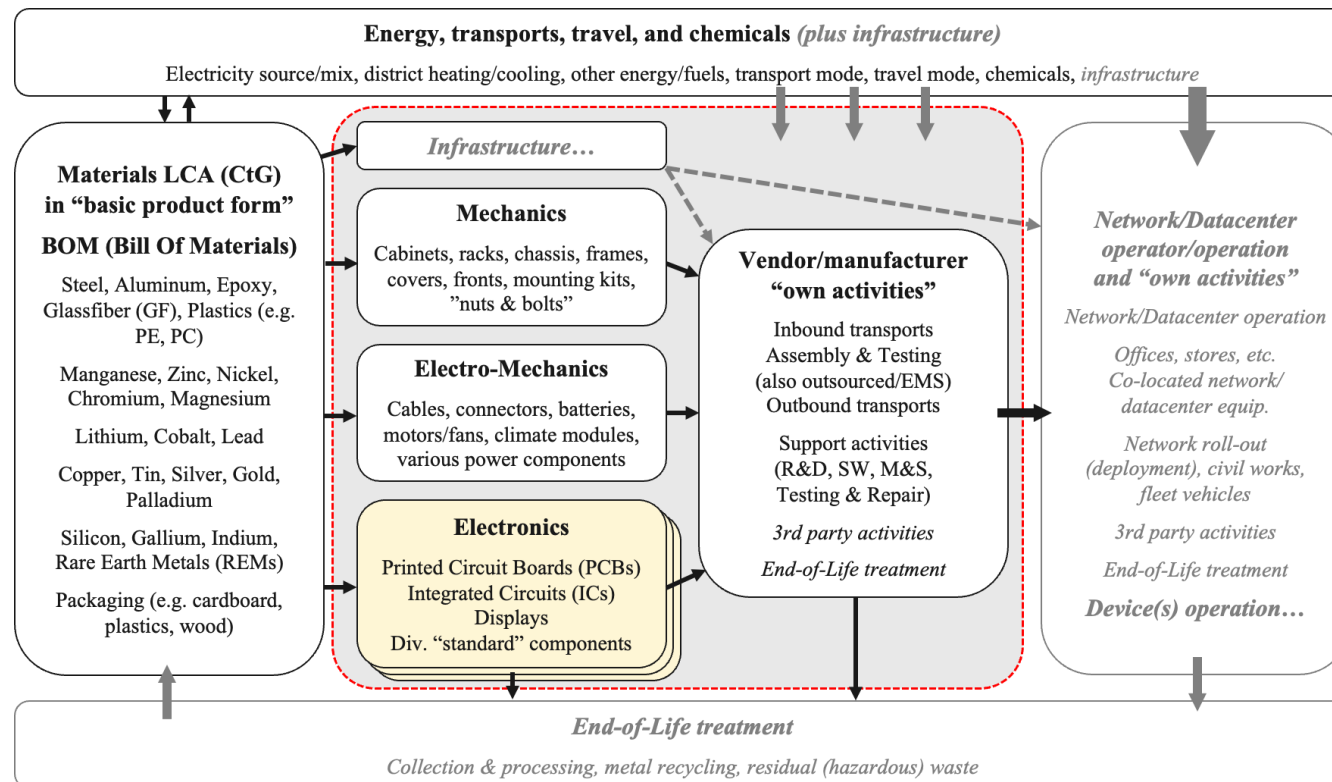 Energy, transports, travel, and chemicals (plus infrastructure)
Electricity source/mix, district heating/cooling, other energy/fuels, transport mode, travel mode, chemicals, infrastructure
Materials LCA (CtG)
in “basic product form”
BOM (Bill Of Materials)
Steel, Aluminum, Epoxy,
Glassfiber (GF), Plastics (e.g.
PE, PC)
Manganese, Zinc, Nickel,
Chromium, Magnesium
Lithium, Cobalt, Lead
Copper, Tin, Silver, Gold,
Palladium
Silicon, Gallium, Indium,
Rare Earth Metals (REMs)
Packaging (e.g. cardboard,
plastics, wood)
Infrastructure…
Mechanics
Cabinets, racks, chassis, frames,
covers, fronts, mounting kits,
”nuts & bolts”
Electro-Mechanics
Cables, connectors, batteries,
motors/fans, climate modules,
various power components
Electronics
Printed Circuit Boards (PCBs)
Integrated Circuits (ICs)
Displays
Div. “standard” components
Vendor/manufacturer
“own activities”
Inbound transports
Assembly & Testing
(also outsourced/EMS)
Outbound transports
Support activities
(R&D, SW, M&S,
Testing & Repair)
3rd party activities
End-of-Life treatment
Network/Datacenter
operator/operation
and “own activities”
Network/Datacenter operation
Offices, stores, etc.
Co-located network/
datacenter equip.
Network roll-out
(deployment), civil works,
fleet vehicles
3rd party activities
End-of-Life treatment
Device(s) operation…
End-of-Life treatment
Collection & processing, metal recycling, residual (hazardous) waste